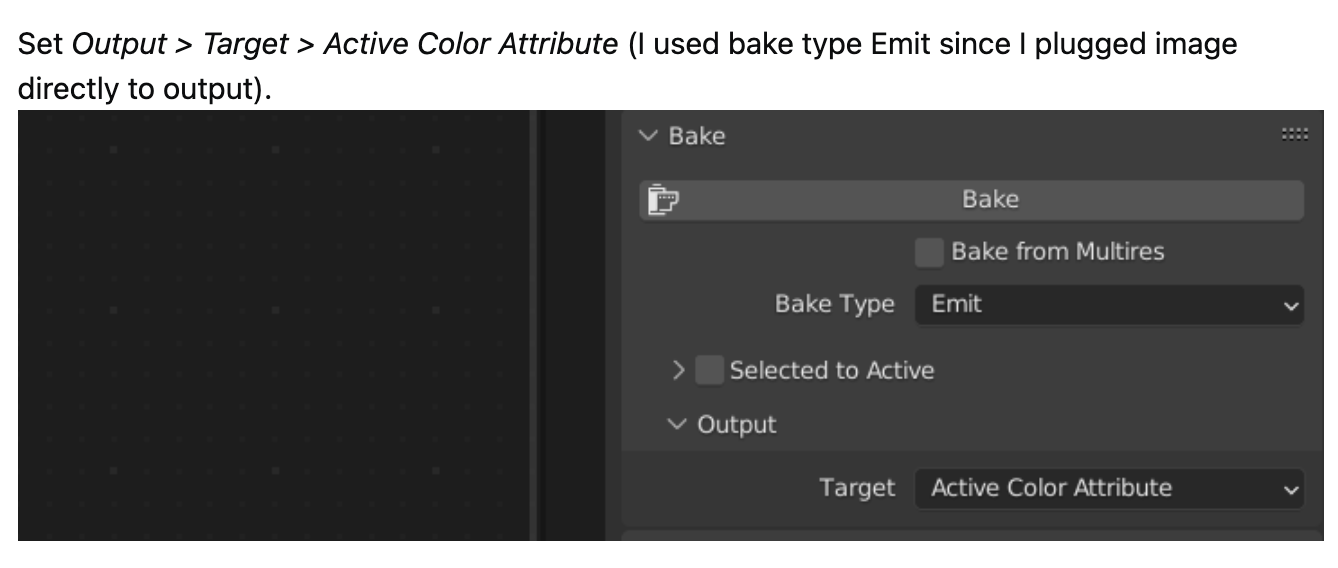 Set Output > Target > Active Color Attribute (I used bake type Emit since I plugged image
directly to output).
Bake
Bake
Bake from Multires
Bake Type Emit
Selected to Active
Output
Target Active Color Attribute